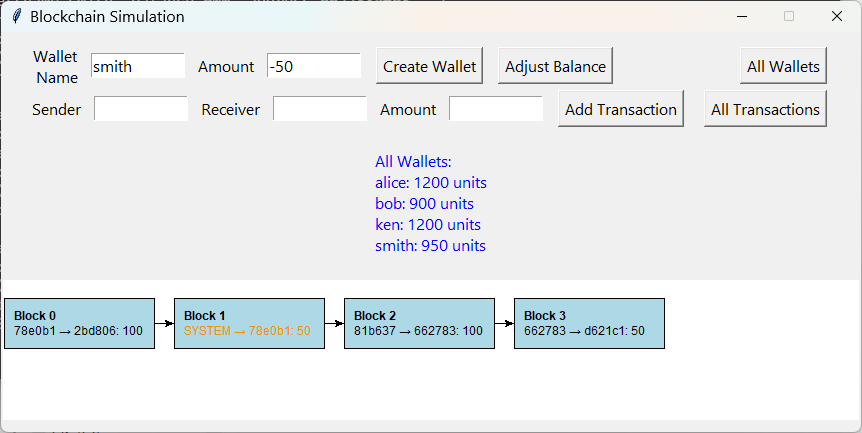 Blockchain Simulation
Wallet Name smith Amount -50 Create Wallet Adjust Balance All Wallets
Sender Receiver Amount Add Transaction All Transactions
All Wallets:
alice: 1200 units
bob: 900 units
ken: 1200 units
smith: 950 units
Block 0
78e0b1 → 2bd806: 100
Block 1
SYSTEM → 78e0b1: 50
Block 2
81b637 → 662783: 100
Block 3
662783 → d621c1: 50